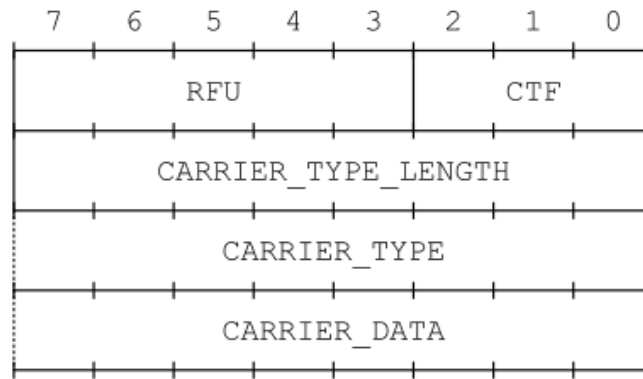 7 6 5 4 3 2 1 0
RFU CTF
CARRIER_TYPE_LENGTH
CARRIER_TYPE
CARRIER_DATA